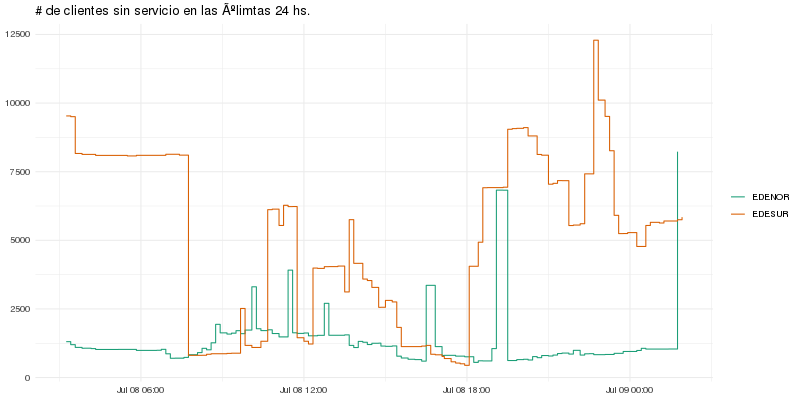 # de clientes sin servicio en las Ãºlimtas 24 hs.
12500
10000
7500
5000
2500
0
Jul 08 06:00
Jul 08 12:00
Jul 08 18:00
Jul 09 00:00
EDENOR
EDESUR